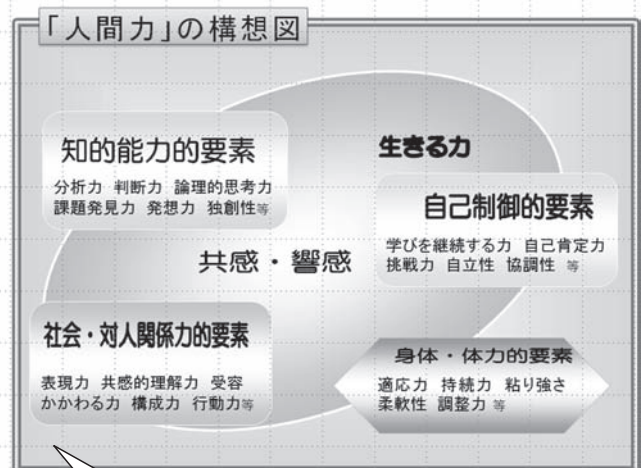 「人間力」の構想図
知的能力的要素
分析力 判断力 論理的思考力
課題発見力 発想力 独創性等
生きる力
自己制御的要素
学びを継続する力 自己肯定力
挑戦力 自立性 協調性 等
共感・響感
社会・対人関係力的要素
表現力 共感的理解力 受容
かかわる力 構成力 行動力等
身体・体力的要素
適応力 持続力 粘り強さ
柔軟性 調整力 等